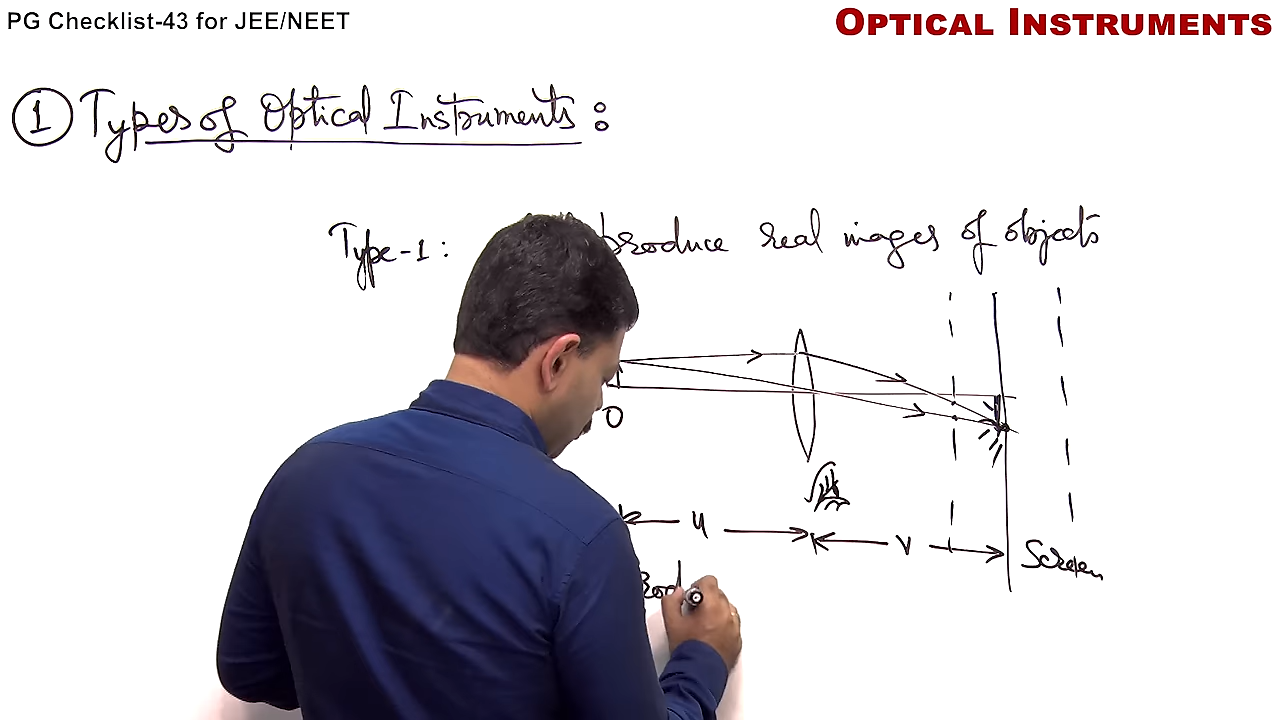 PG Checklist-43 for JEE/NEET
OPTICAL INSTRUMENTS
1 Types of Optical Instruments :
Type-1 : produce real images of objects
O
u
v
Screen